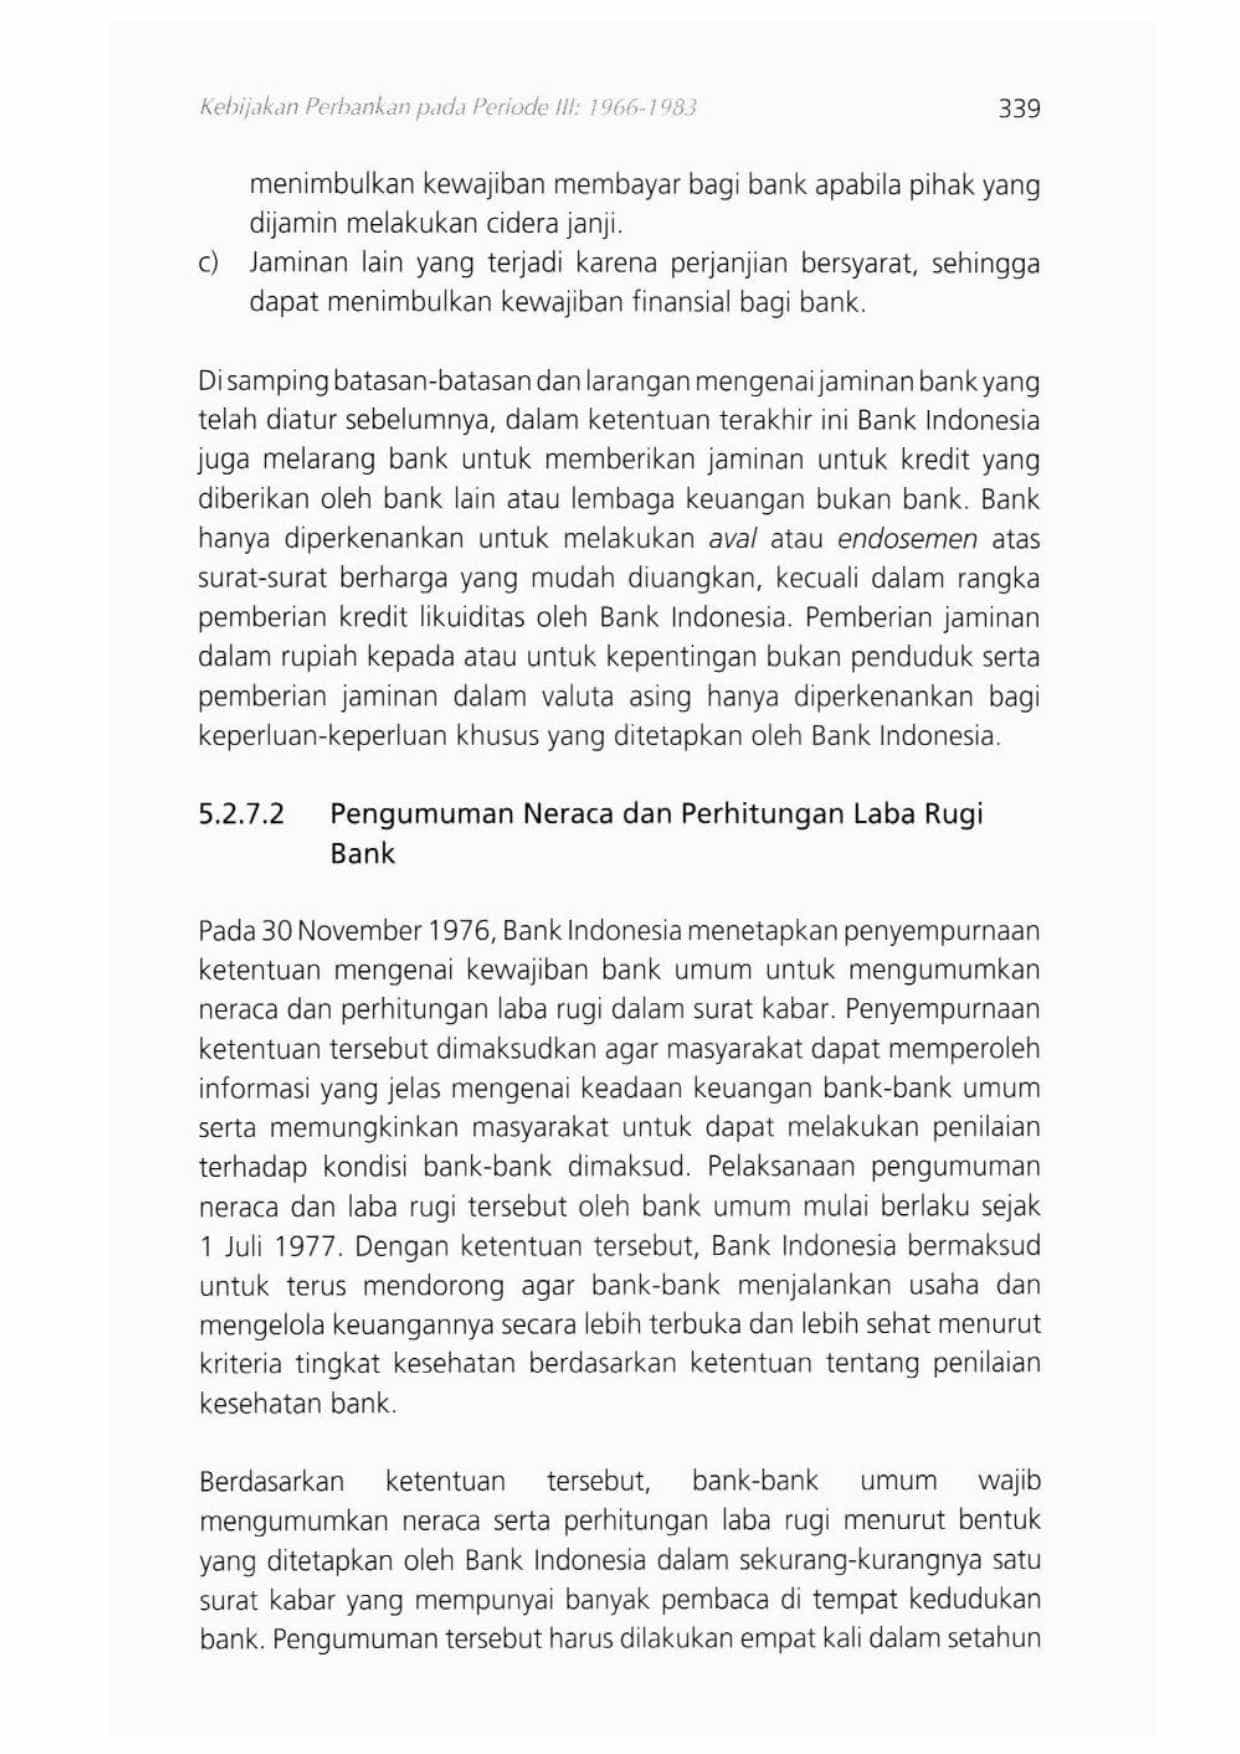 Kebijakan Perbankan pada Periode III: 1966-1983 339
menimbulkan kewajiban membayar bagi bank apabila pihak yang
dijamin melakukan cidera janji.
c) Jaminan lain yang terjadi karena perjanjian bersyarat, sehingga
dapat menimbulkan kewajiban finansial bagi bank.
Di samping batasan-batasan dan larangan mengenai jaminan bank yang
telah diatur sebelumnya, dalam ketentuan terakhir ini Bank Indonesia
juga melarang bank untuk memberikan jaminan untuk kredit yang
diberikan oleh bank lain atau lembaga keuangan bukan bank. Bank
hanya diperkenankan untuk melakukan aval atau endosemen atas
surat-surat berharga yang mudah diuangkan, kecuali dalam rangka
pemberian kredit likuiditas oleh Bank Indonesia. Pemberian jaminan
dalam rupiah kepada atau untuk kepentingan bukan penduduk serta
pemberian jaminan dalam valuta asing hanya diperkenankan bagi
keperluan-keperluan khusus yang ditetapkan oleh Bank Indonesia.
5.2.7.2 Pengumuman Neraca dan Perhitungan Laba Rugi
Bank
Pada 30 November 1976, Bank Indonesia menetapkan penyempurnaan
ketentuan mengenai kewajiban bank umum untuk mengumumkan
neraca dan perhitungan laba rugi dalam surat kabar. Penyempurnaan
ketentuan tersebut dimaksudkan agar masyarakat dapat memperoleh
informasi yang jelas mengenai keadaan keuangan bank-bank umum
serta memungkinkan masyarakat untuk dapat melakukan penilaian
terhadap kondisi bank-bank dimaksud. Pelaksanaan pengumuman
neraca dan laba rugi tersebut oleh bank umum mulai berlaku sejak
1 Juli 1977. Dengan ketentuan tersebut, Bank Indonesia bermaksud
untuk terus mendorong agar bank-bank menjalankan usaha dan
mengelola keuangannya secara lebih terbuka dan lebih sehat menurut
kriteria tingkat kesehatan berdasarkan ketentuan tentang penilaian
kesehatan bank.
Berdasarkan ketentuan tersebut, bank-bank umum wajib
mengumumkan neraca serta perhitungan laba rugi menurut bentuk
yang ditetapkan oleh Bank Indonesia dalam sekurang-kurangnya satu
surat kabar yang mempunyai banyak pembaca di tempat kedudukan
bank. Pengumuman tersebut harus dilakukan empat kali dalam setahun